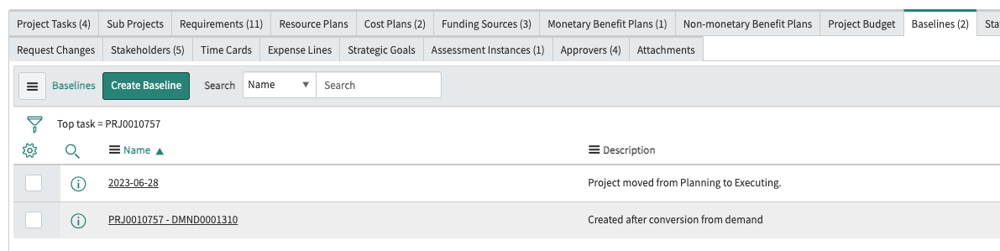 Project Tasks (4) Sub Projects Requirements (11) Resource Plans Cost Plans (2) Funding Sources (3) Monetary Benefit Plans (1) Non-monetary Benefit Plans Project Budget Baselines (2)
Request Changes Stakeholders (5) Time Cards Expense Lines Strategic Goals Assessment Instances (1) Approvers (4) Attachments
Baselines Create Baseline Search Name Search
Top task = PRJ0010757
Name Description
2023-06-28 Project moved from Planning to Executing.
PRJ0010757 - DMND0001310 Created after conversion from demand